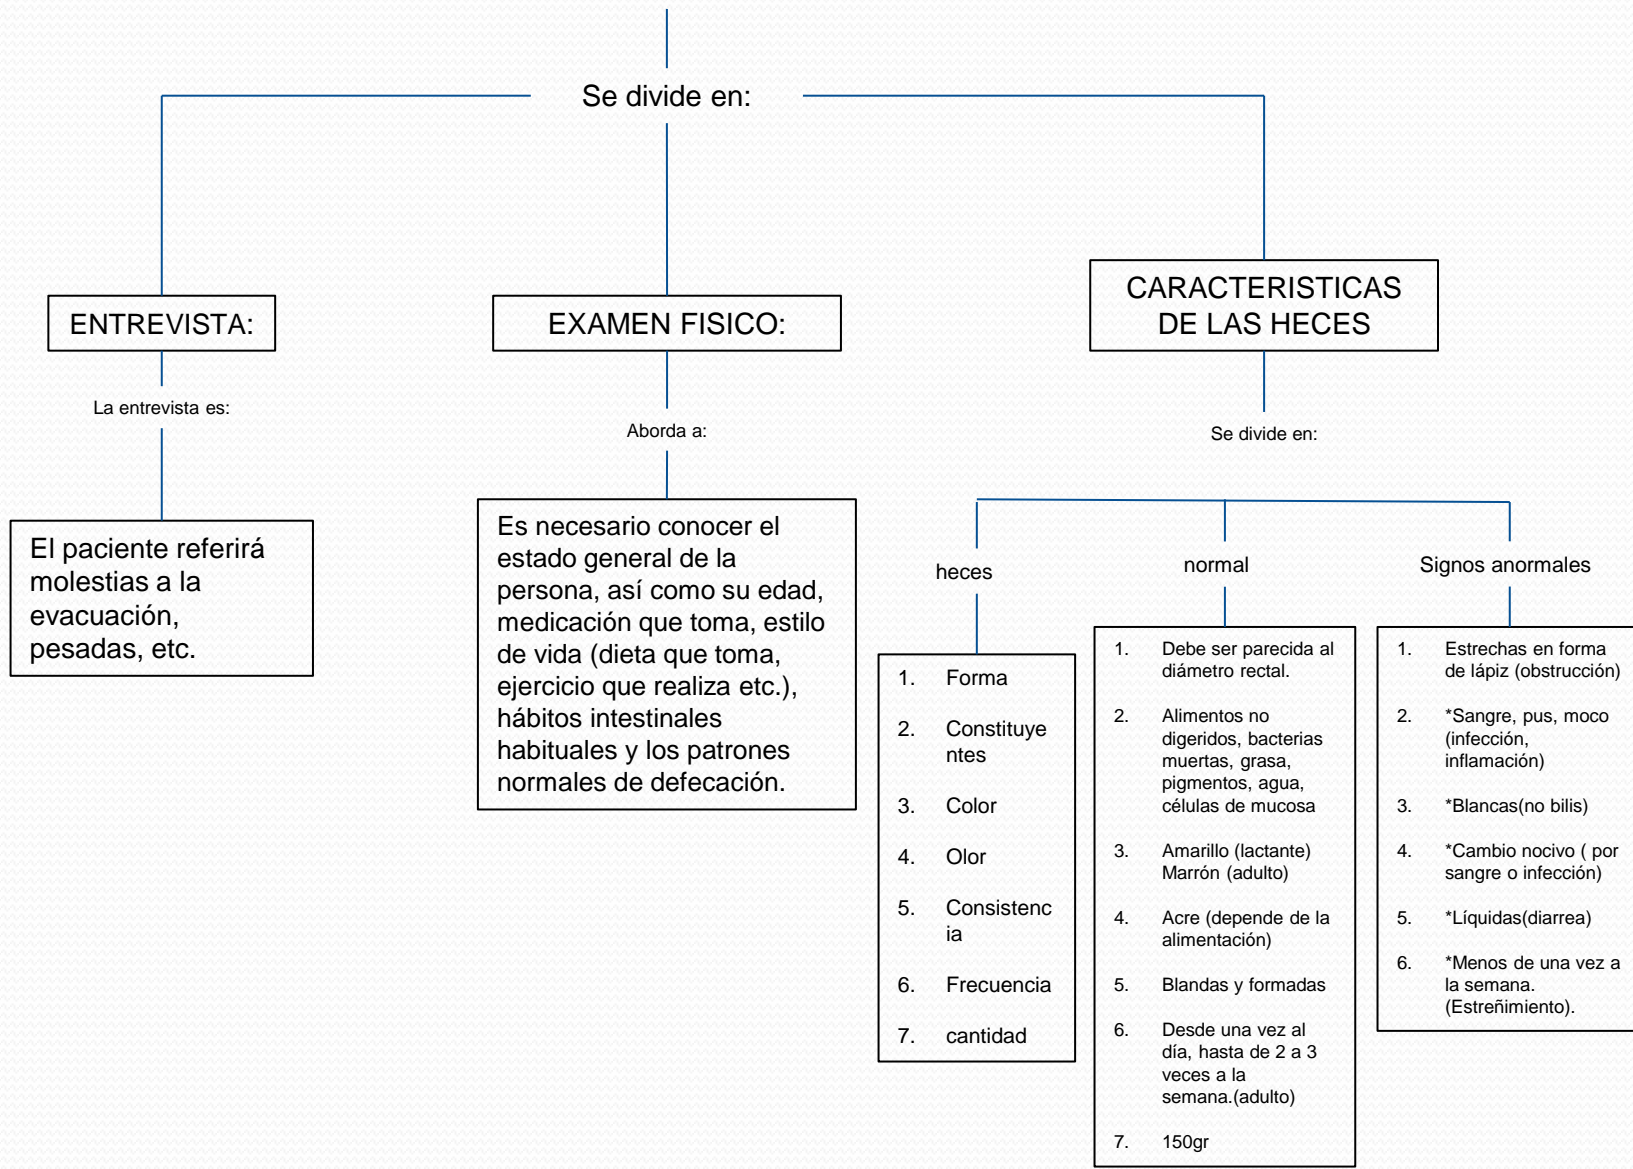 Se divide en:
ENTREVISTA:
La entrevista es:
El paciente referirá
molestias a la
evacuación,
pesadas, etc.
EXAMEN FISICO:
Aborda a:
Es necesario conocer el
estado general de la
persona, así como su edad,
medicación que toma, estilo
de vida (dieta que toma,
ejercicio que realiza etc.),
hábitos intestinales
habituales y los patrones
normales de defecación.
CARACTERISTICAS
DE LAS HECES
Se divide en:
heces
1. Forma
2. Constituye
ntes
3. Color
4. Olor
5. Consistenc
ia
6. Frecuencia
7. cantidad
normal
1. Debe ser parecida al
diámetro rectal.
2. Alimentos no
digeridos, bacterias
muertas, grasa,
pigmentos, agua,
células de mucosa
3. Amarillo (lactante)
Marrón (adulto)
4. Acre (depende de la
alimentación)
5. Blandas y formadas
6. Desde una vez al
día, hasta de 2 a 3
veces a la
semana.(adulto)
7. 150gr
Signos anormales
1. Estrechas en forma
de lápiz (obstrucción)
2. *Sangre, pus, moco
(infección,
inflamación)
3. *Blancas(no bilis)
4. *Cambio nocivo ( por
sangre o infección)
5. *Líquidas(diarrea)
6. *Menos de una vez a
la semana.
(Estreñimiento).